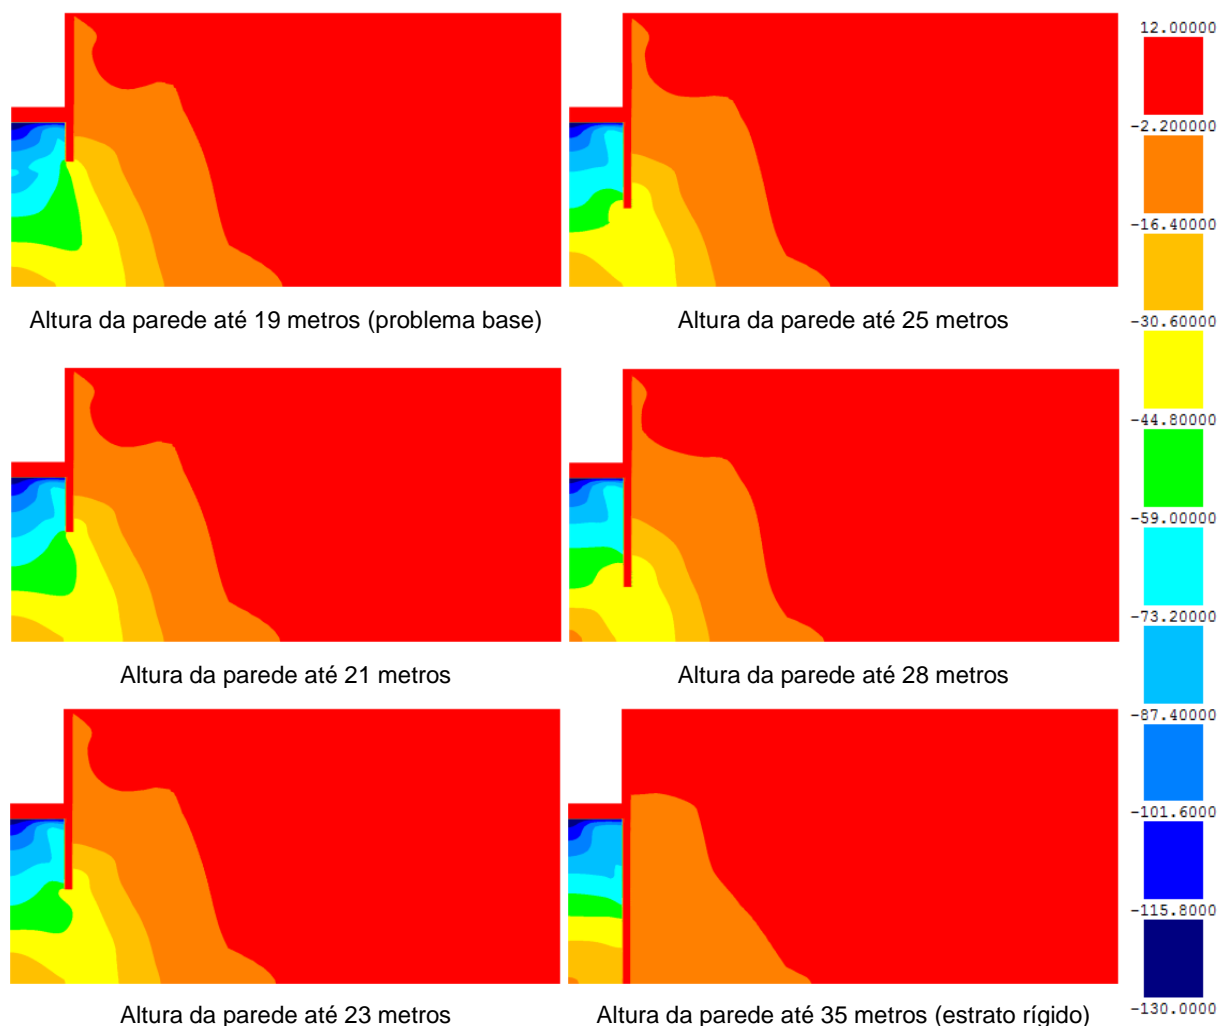 12.00000
-2.200000
-16.40000
-30.60000
-44.80000
-59.00000
-73.20000
-87.40000
-101.6000
-115.8000
-130.0000
Altura da parede até 19 metros (problema base)
Altura da parede até 25 metros
Altura da parede até 21 metros
Altura da parede até 28 metros
Altura da parede até 23 metros
Altura da parede até 35 metros (estrato rígido)